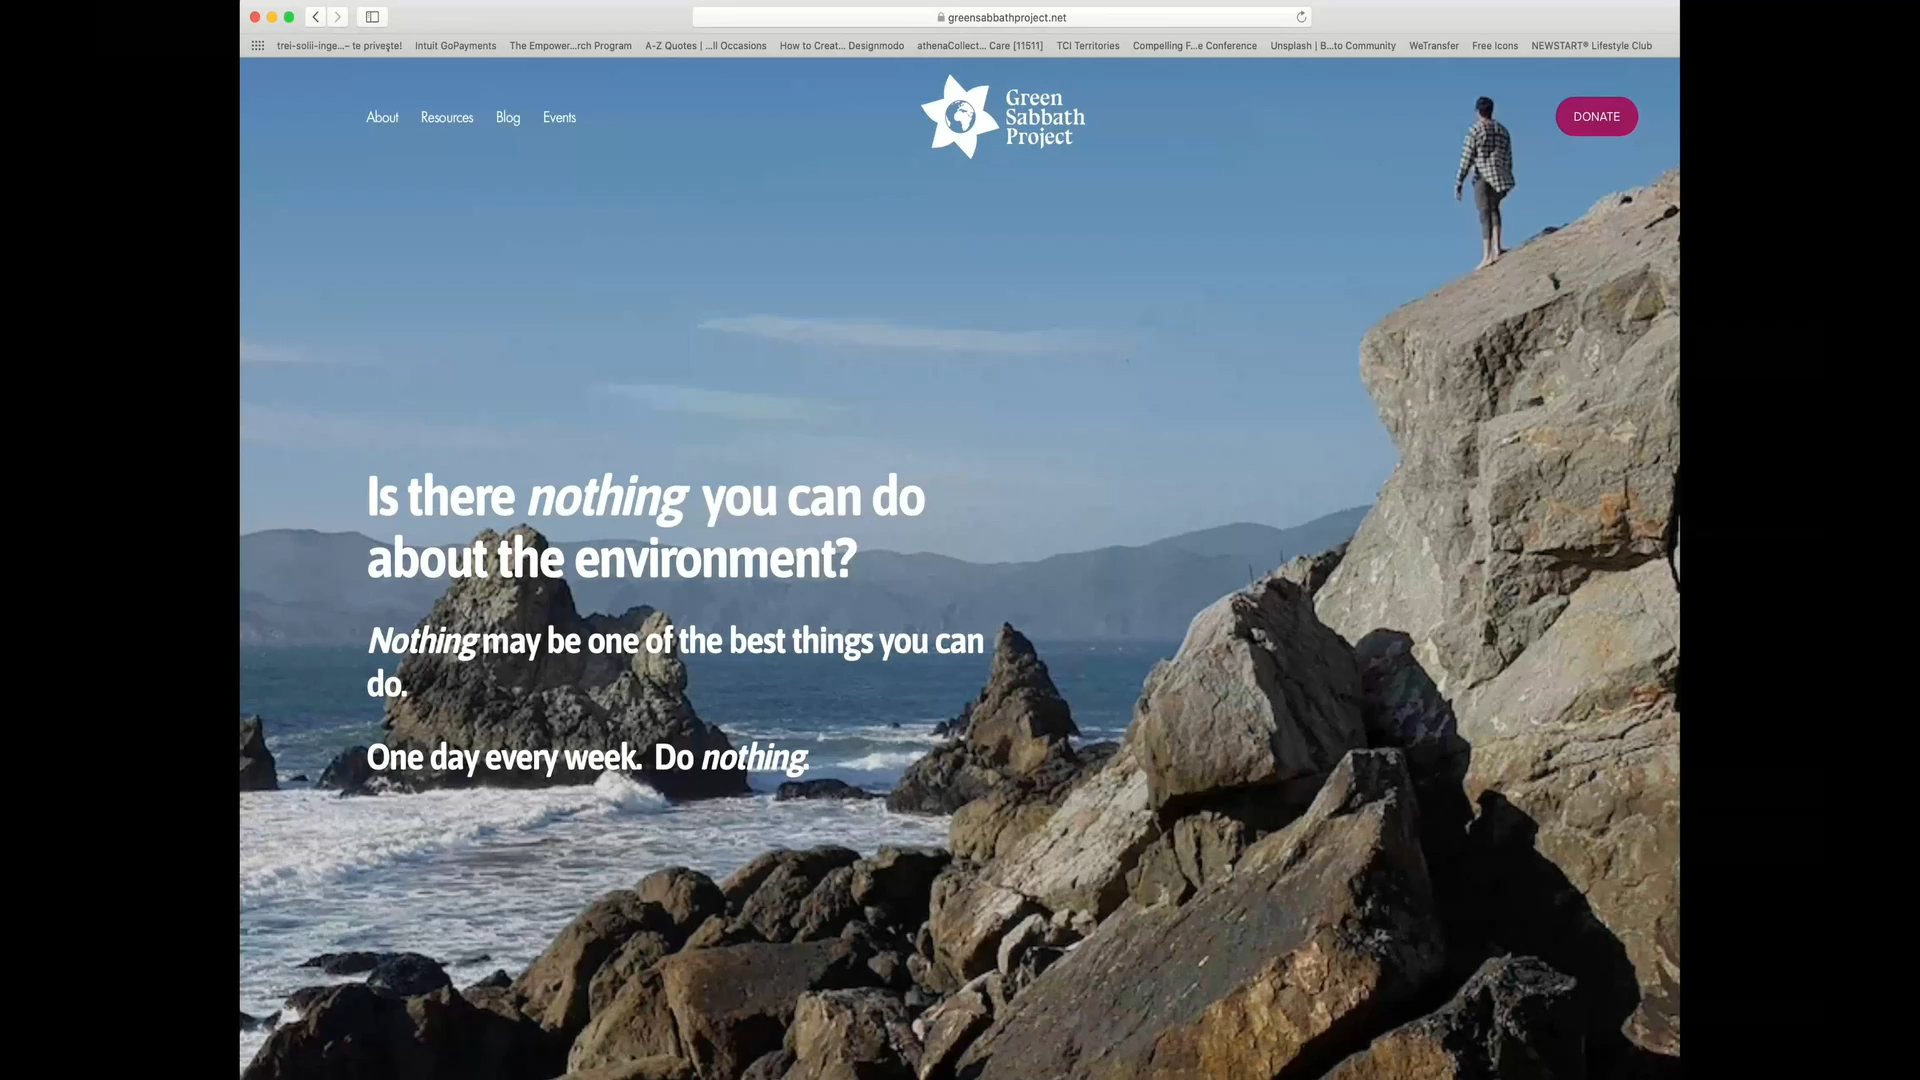 greensabbathproject.net
trei-solii-inge...– te privește! Intuit GoPayments The Empower...rch Program A-Z Quotes | ...ll Occasions How to Creat... Designmodo athenaCollect... Care [11511] TCI Territories Compelling F...e Conference Unsplash | B...to Community WeTransfer Free Icons NEWSTART® Lifestyle Club
About Resources Blog Events
Green
Sabbath
Project
DONATE
Is there nothing you can do
about the environment?
Nothing may be one of the best things you can
do.
One day every week. Do nothing.